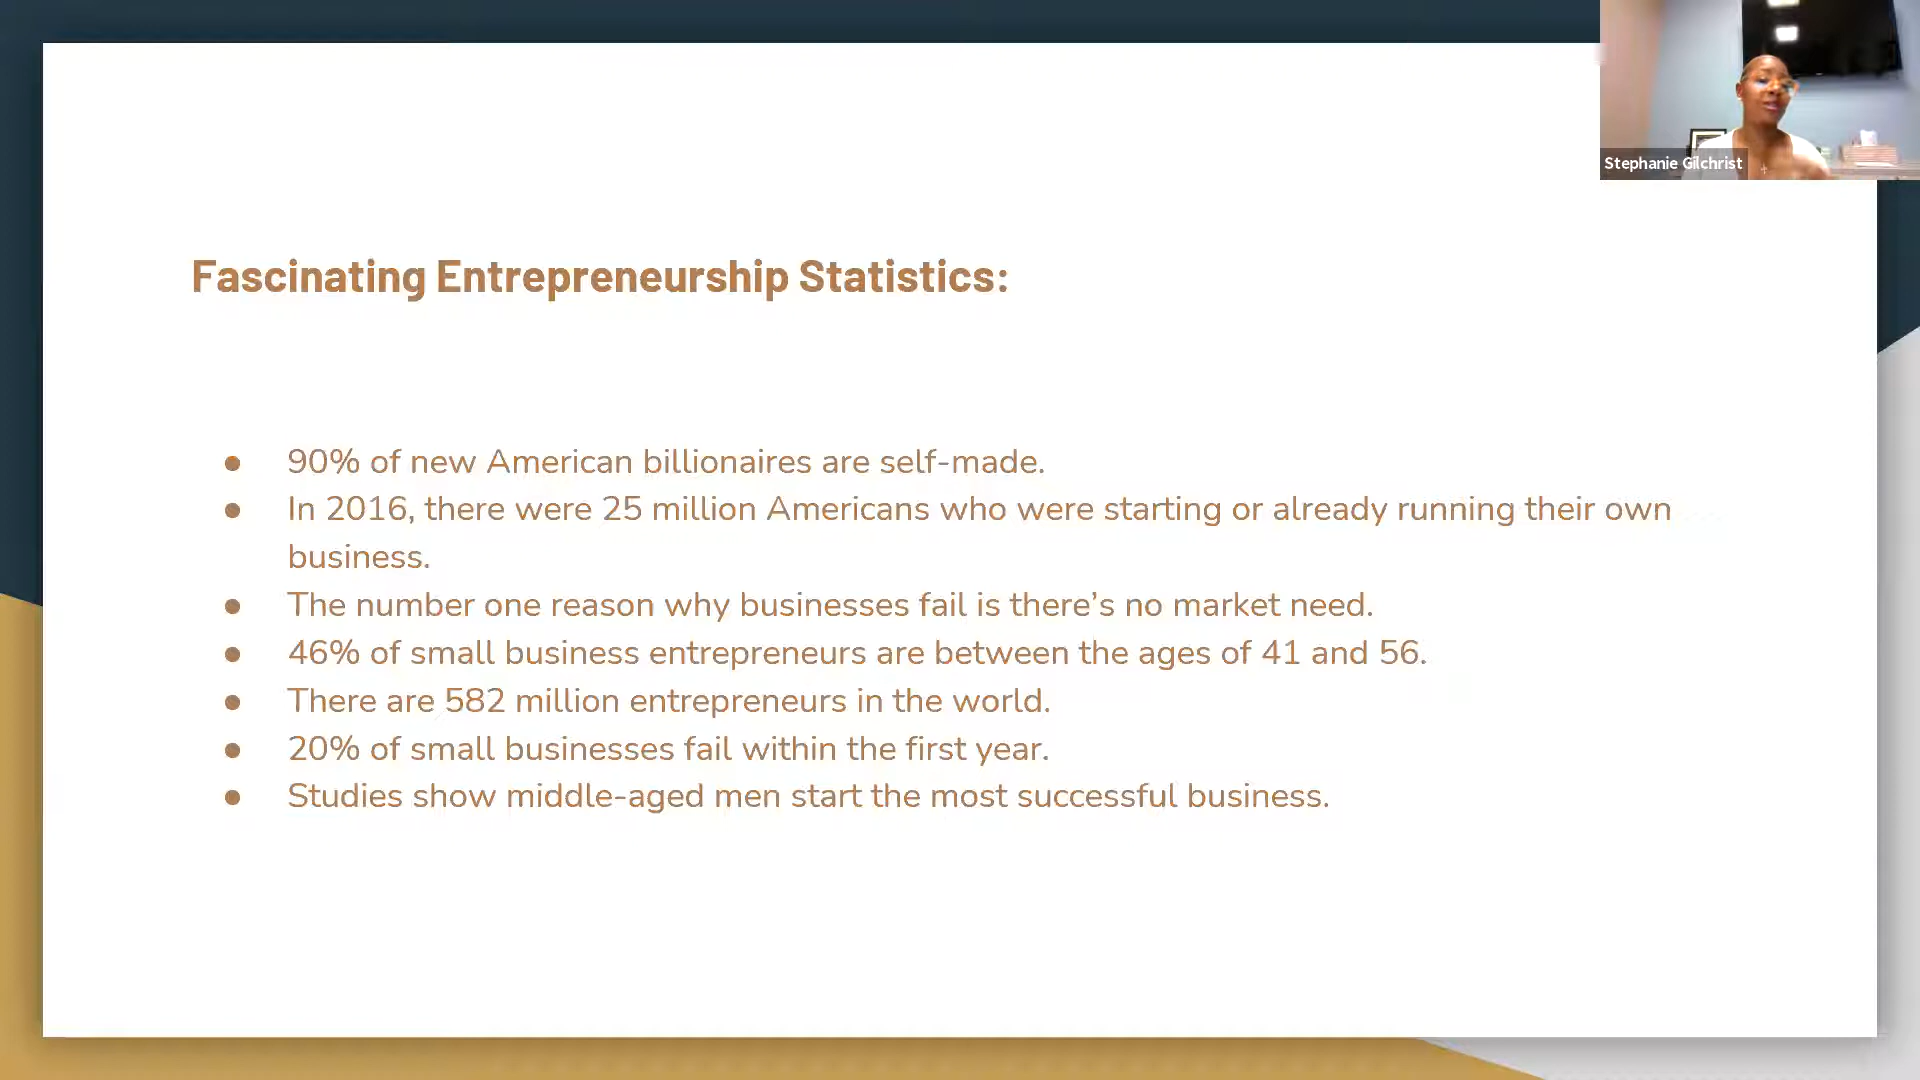 Stephanie Gilchrist
Fascinating Entrepreneurship Statistics:
● 90% of new American billionaires are self-made.
● In 2016, there were 25 million Americans who were starting or already running their own
business.
● The number one reason why businesses fail is there’s no market need.
● 46% of small business entrepreneurs are between the ages of 41 and 56.
● There are 582 million entrepreneurs in the world.
● 20% of small businesses fail within the first year.
● Studies show middle-aged men start the most successful business.